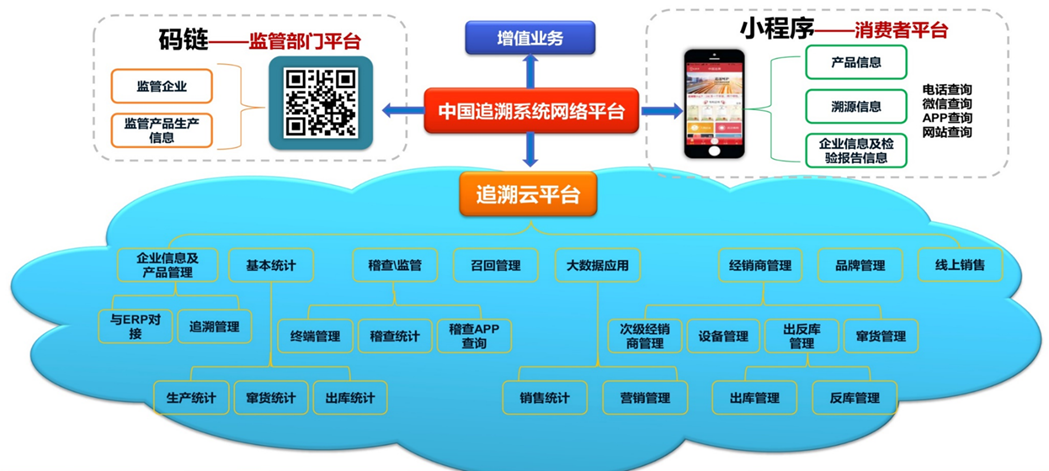 码链——监管部门平台
监管企业
监管产品生产
信息
增值业务
中国追溯系统网络平台
小程序——消费者平台
产品信息
溯源信息
企业信息及检
验报告信息
电话查询
微信查询
APP查询
网站查询
追溯云平台
企业信息及
产品管理
基本统计
稽查\监管
召回管理
大数据应用
经销商管理
品牌管理
线上销售
与ERP对
接
追溯管理
终端管理
稽查统计
稽查APP
查询
次级经销
商管理
设备管理
出反库
管理
窜货管理
生产统计
窜货统计
出库统计
销售统计
营销管理
出库管理
反库管理